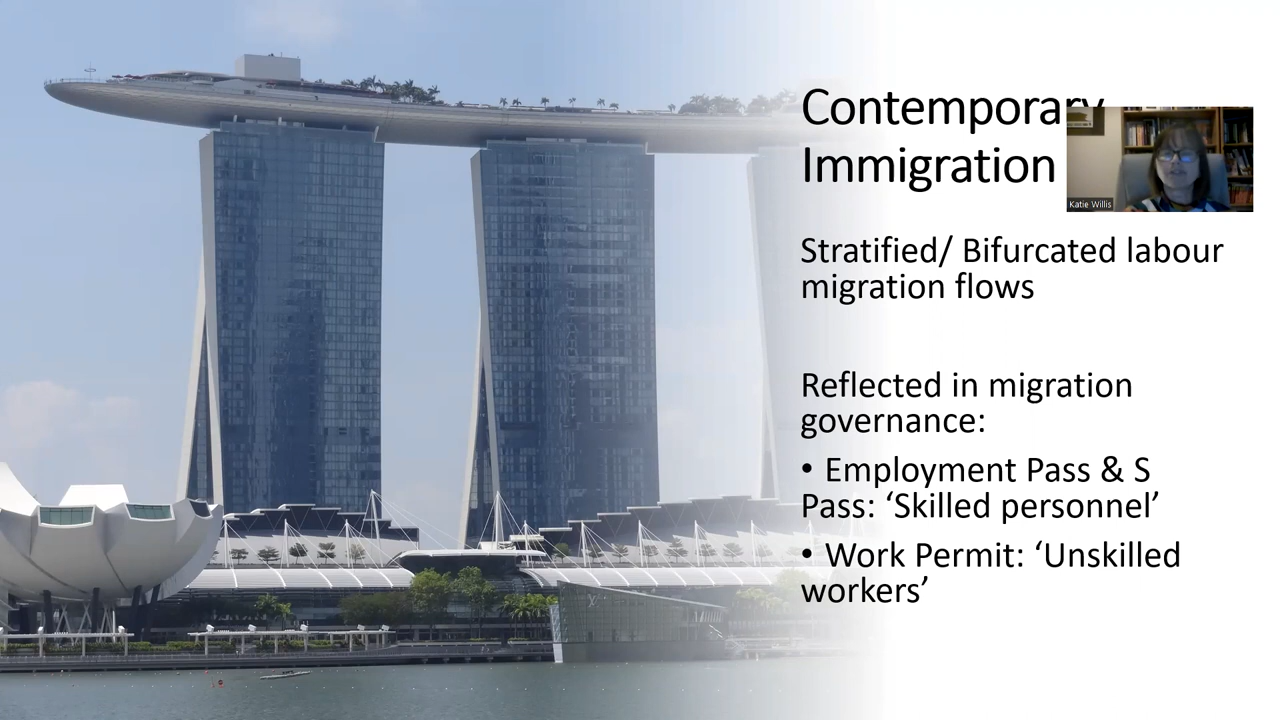 Contemporary
Immigration
Katie Willis
Stratified/ Bifurcated labour
migration flows
Reflected in migration
governance:
• Employment Pass & S
Pass: ‘Skilled personnel’
• Work Permit: ‘Unskilled
workers’